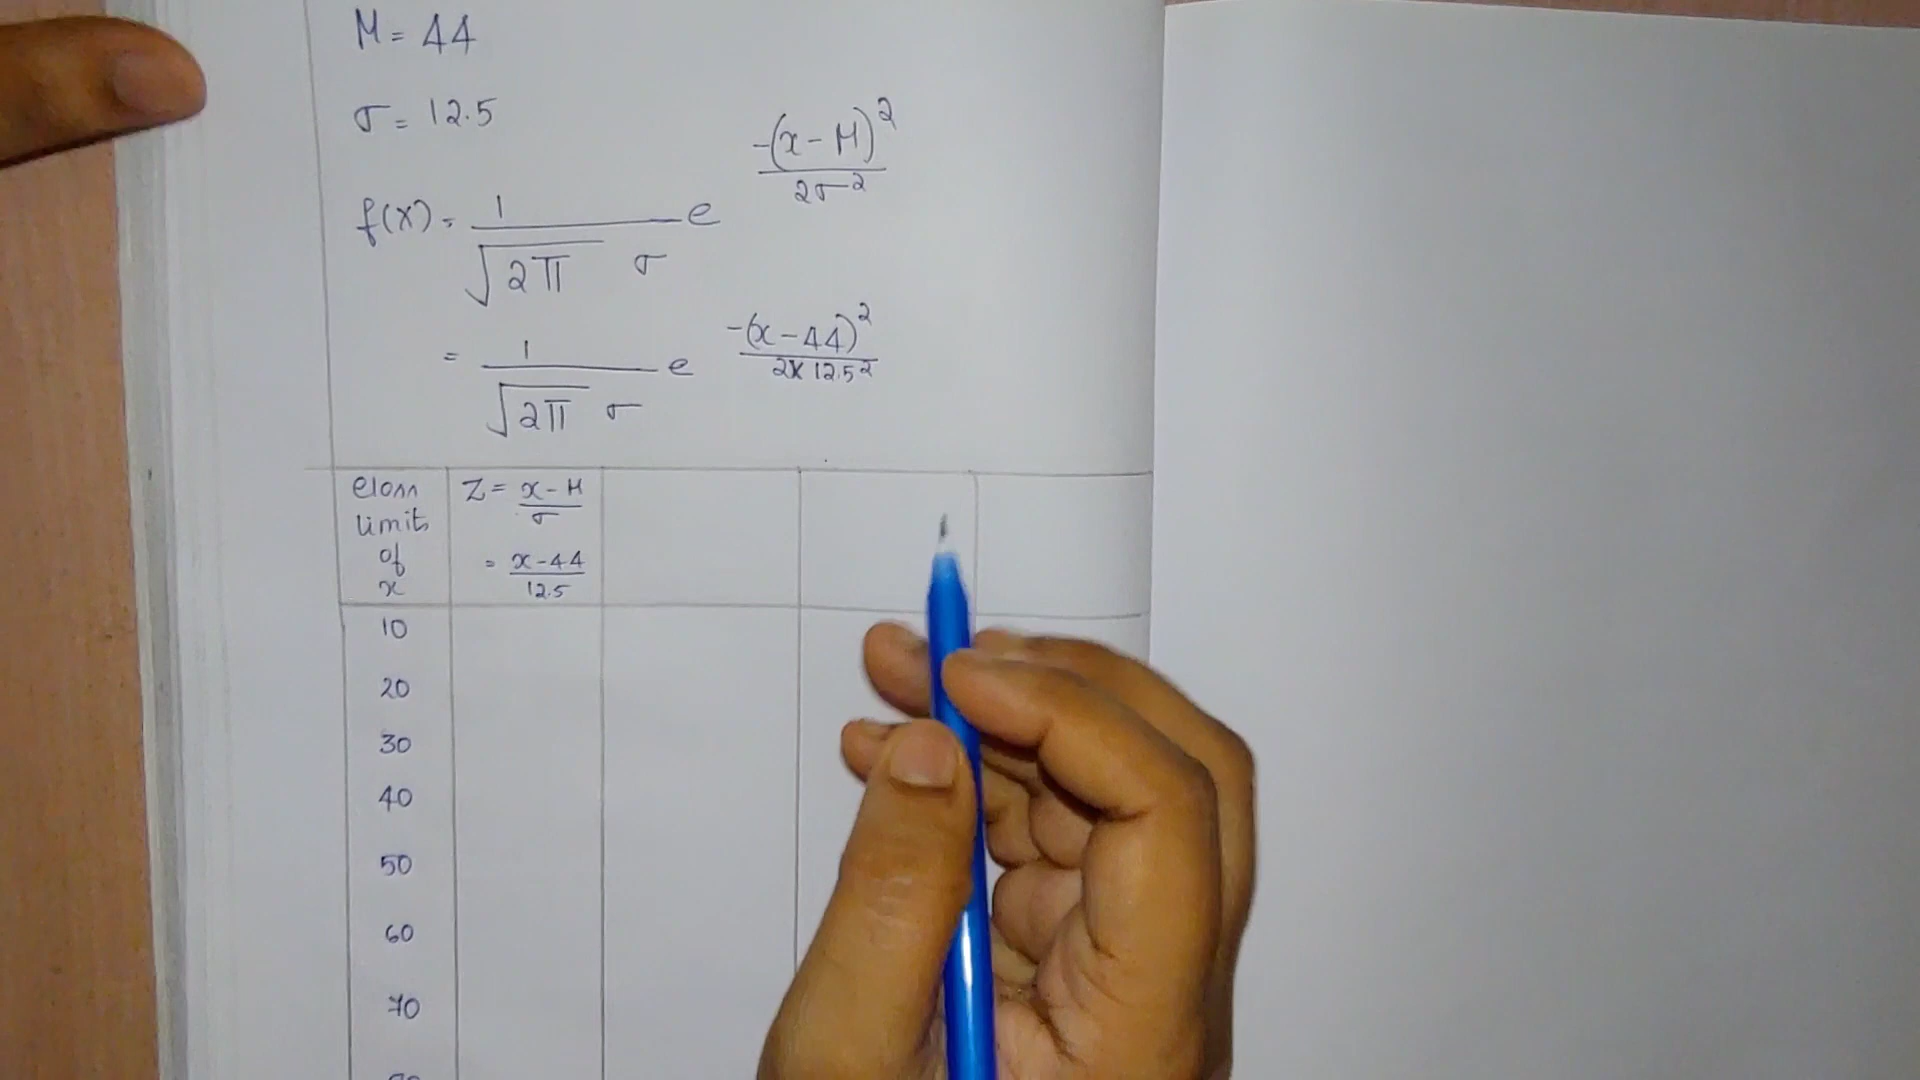 M = 44
σ = 12.5
f(x) = 1/(√2π σ) e^(-(x-M)²/2σ²)
= 1/(√2π σ) e^(-(x-44)²/2x12.5²)
class Z = x-M/σ
limits
of = x-44/12.5
x
10
20
30
40
50
60
70